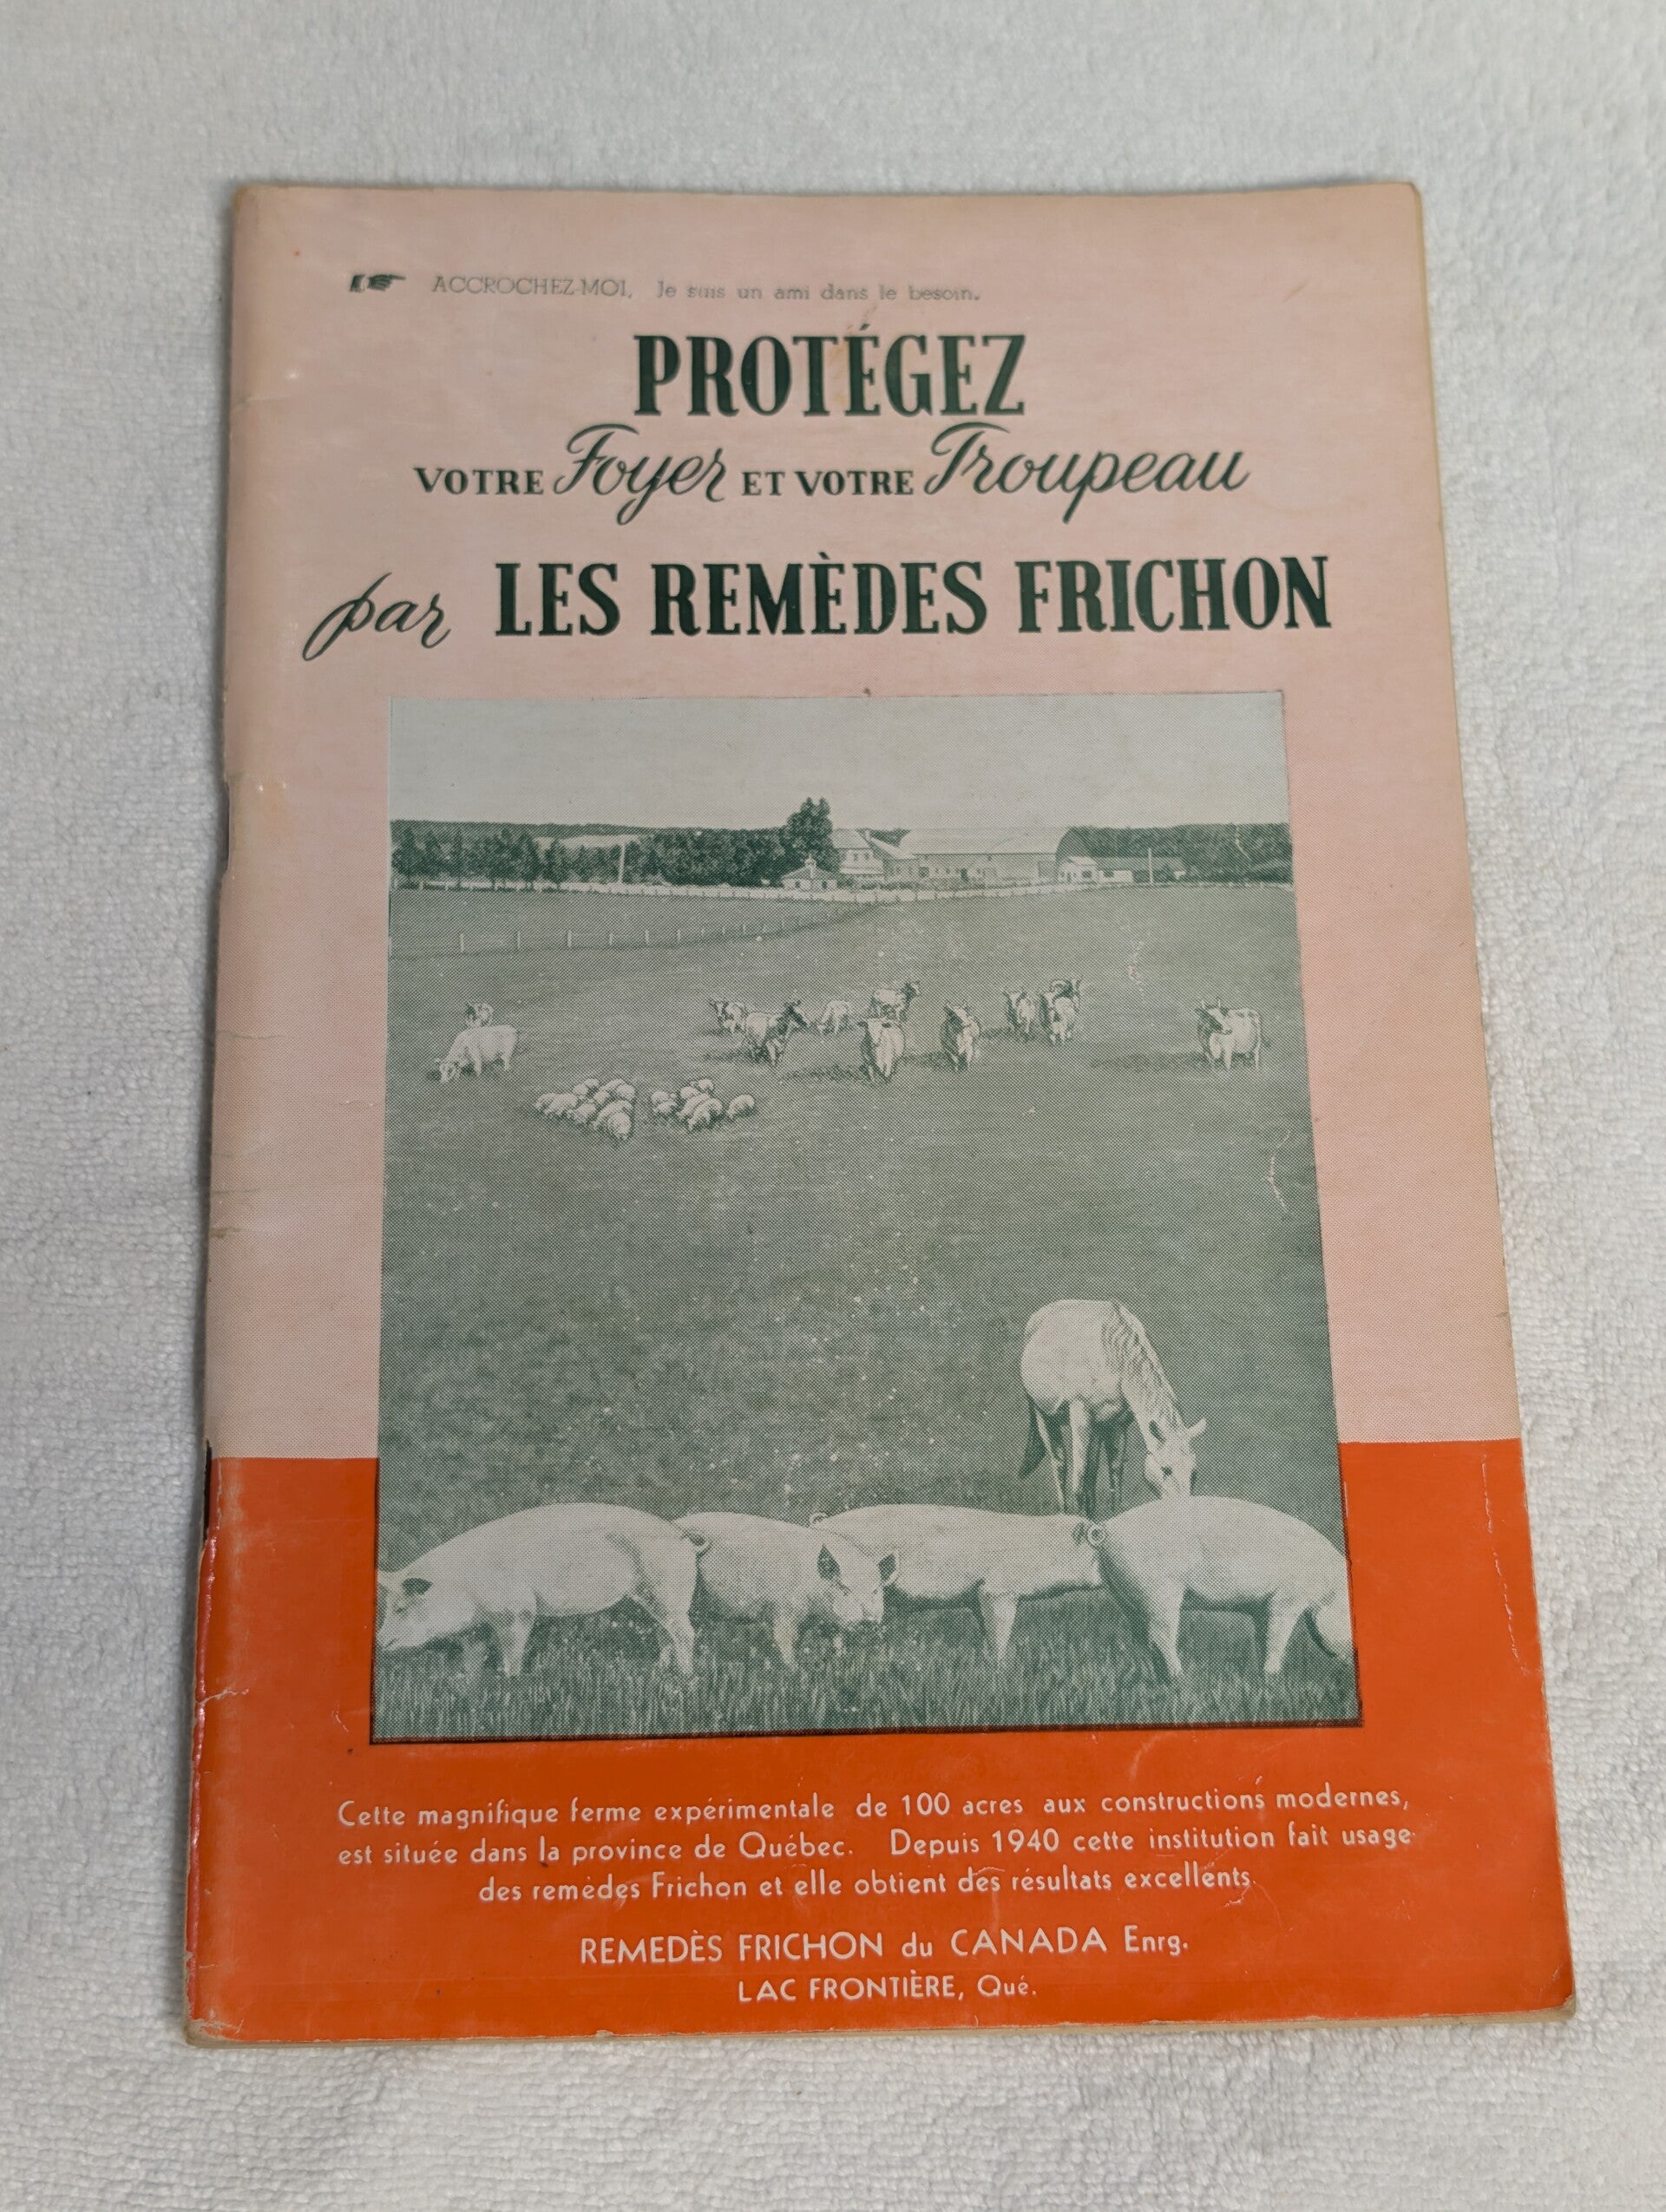 ACCROCHEZ-MOI, Je suis un ami dans le besoin.
PROTÉGEZ
VOTRE Foyer ET VOTRE Troupeau
par LES REMÈDES FRICHON
Cette magnifique ferme expérimentale de 100 acres aux constructions modernes,
est située dans la province de Québec. Depuis 1940 cette institution fait usage
des remèdes Frichon et elle obtient des résultats excellents.
REMEDÈS FRICHON du CANADA Enrg.
LAC FRONTIÈRE, Qué.